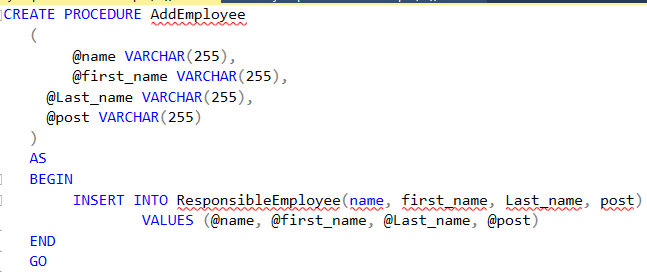 CREATE PROCEDURE AddEmployee
(
@name VARCHAR(255),
@first_name VARCHAR(255),
@Last_name VARCHAR(255),
@post VARCHAR(255)
)
AS
BEGIN
INSERT INTO ResponsibleEmployee(name, first_name, Last_name, post)
VALUES (@name, @first_name, @Last_name, @post)
END
GO